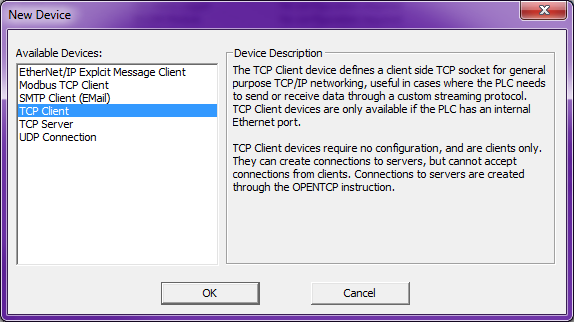 New Device
Available Devices:
EtherNet/IP Explcit Message Client
Modbus TCP Client
SMTP Client (EMail)
TCP Client
TCP Server
UDP Connection
Device Description
The TCP Client device defines a client side TCP socket for general
purpose TCP/IP networking, useful in cases where the PLC needs
to send or receive data through a custom streaming protocol.
TCP Client devices are only available if the PLC has an internal
Ethernet port.
TCP Client devices require no configuration, and are clients only.
They can create connections to servers, but cannot accept
connections from clients. Connections to servers are created
through the OPENTCP instruction.
OK
Cancel